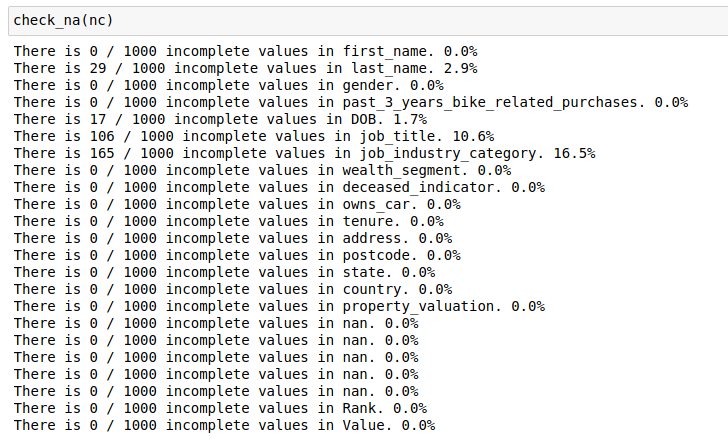 check_na(nc)
There is 0 / 1000 incomplete values in first_name. 0.0%
There is 29 / 1000 incomplete values in last_name. 2.9%
There is 0 / 1000 incomplete values in gender. 0.0%
There is 0 / 1000 incomplete values in past_3_years_bike_related_purchases. 0.0%
There is 17 / 1000 incomplete values in DOB. 1.7%
There is 106 / 1000 incomplete values in job_title. 10.6%
There is 165 / 1000 incomplete values in job_industry_category. 16.5%
There is 0 / 1000 incomplete values in wealth_segment. 0.0%
There is 0 / 1000 incomplete values in deceased_indicator. 0.0%
There is 0 / 1000 incomplete values in owns_car. 0.0%
There is 0 / 1000 incomplete values in tenure. 0.0%
There is 0 / 1000 incomplete values in address. 0.0%
There is 0 / 1000 incomplete values in postcode. 0.0%
There is 0 / 1000 incomplete values in state. 0.0%
There is 0 / 1000 incomplete values in country. 0.0%
There is 0 / 1000 incomplete values in property_valuation. 0.0%
There is 0 / 1000 incomplete values in nan. 0.0%
There is 0 / 1000 incomplete values in nan. 0.0%
There is 0 / 1000 incomplete values in nan. 0.0%
There is 0 / 1000 incomplete values in nan. 0.0%
There is 0 / 1000 incomplete values in nan. 0.0%
There is 0 / 1000 incomplete values in Rank. 0.0%
There is 0 / 1000 incomplete values in Value. 0.0%